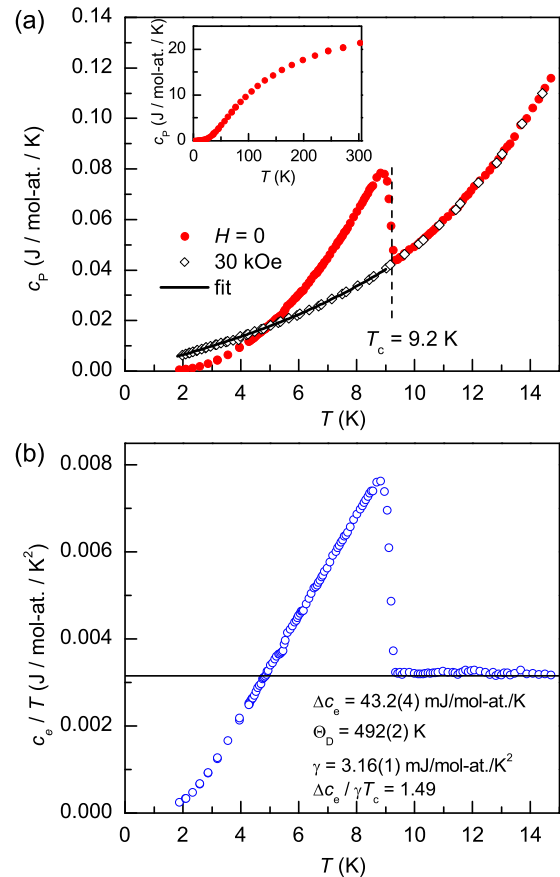 (a)
0.14
0.12
0.10
0.08
0.06
0.04
0.02
0.00
c_P (J / mol-at. / K)
20
10
0
c_P (J / mol-at. / K)
0 100 200 300
T (K)
H = 0
30 kOe
fit
T_c = 9.2 K
0 2 4 6 8 10 12 14
T (K)
(b)
0.008
0.006
0.004
0.002
0.000
c_e / T (J / mol-at. / K²)
Δc_e = 43.2(4) mJ/mol-at./K
Θ_D = 492(2) K
γ = 3.16(1) mJ/mol-at./K²
Δc_e / γT_c = 1.49
0 2 4 6 8 10 12 14
T (K)